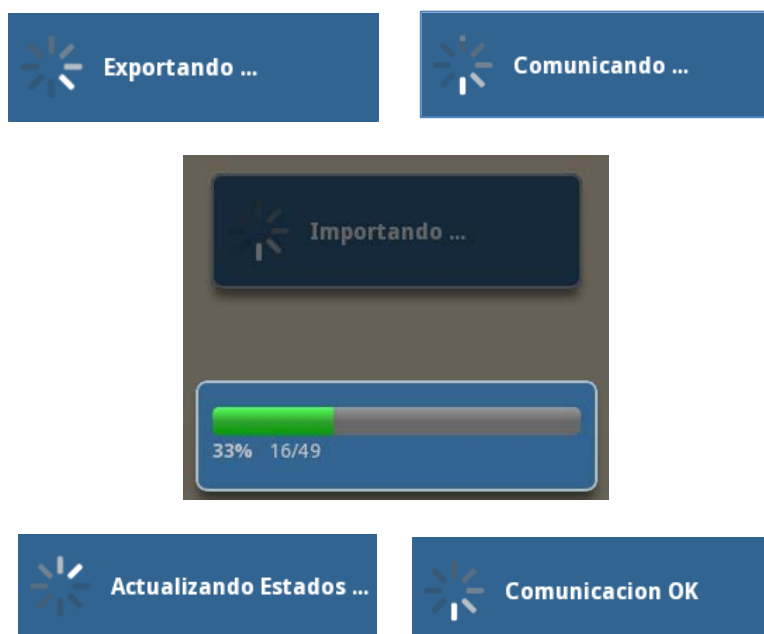 Exportando ...
Comunicando ...
Importando ...
33% 16/49
Actualizando Estados ...
Comunicacion OK